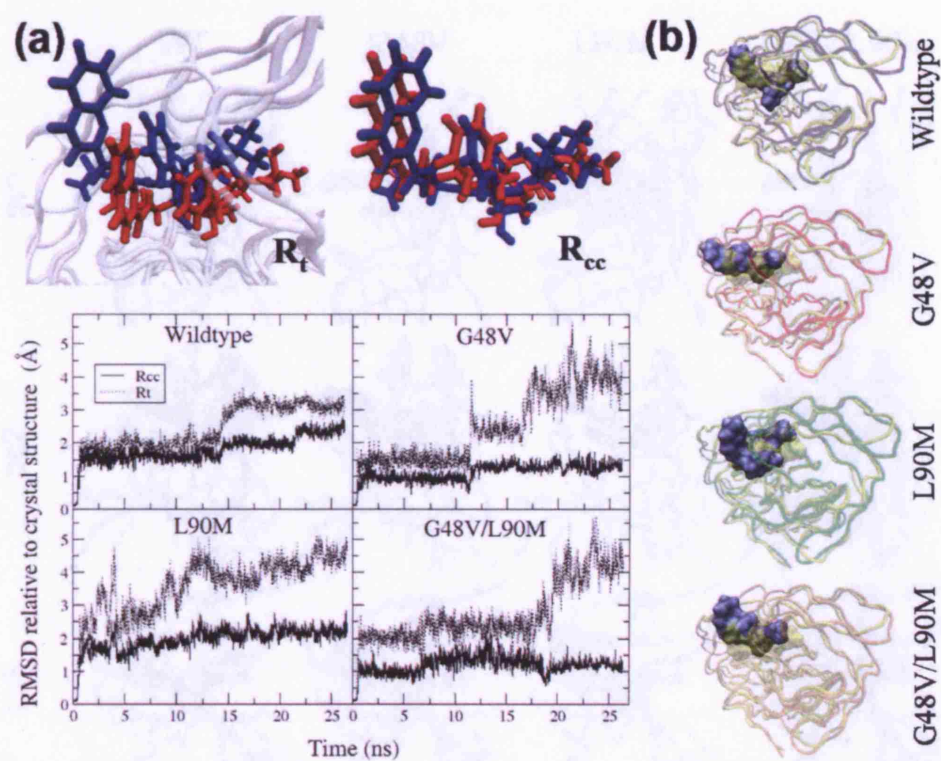 (a)
(b)
Rt
Rcc
Wildtype
G48V
L90M
G48V/L90M
RMSD relative to crystal structure (Å)
Wildtype
Rcc
Rt
5
4
3
2
1
0
G48V
L90M
5
4
3
2
1
0
G48V/L90M
0 5 10 15 20 25
0 5 10 15 20 25
Time (ns)